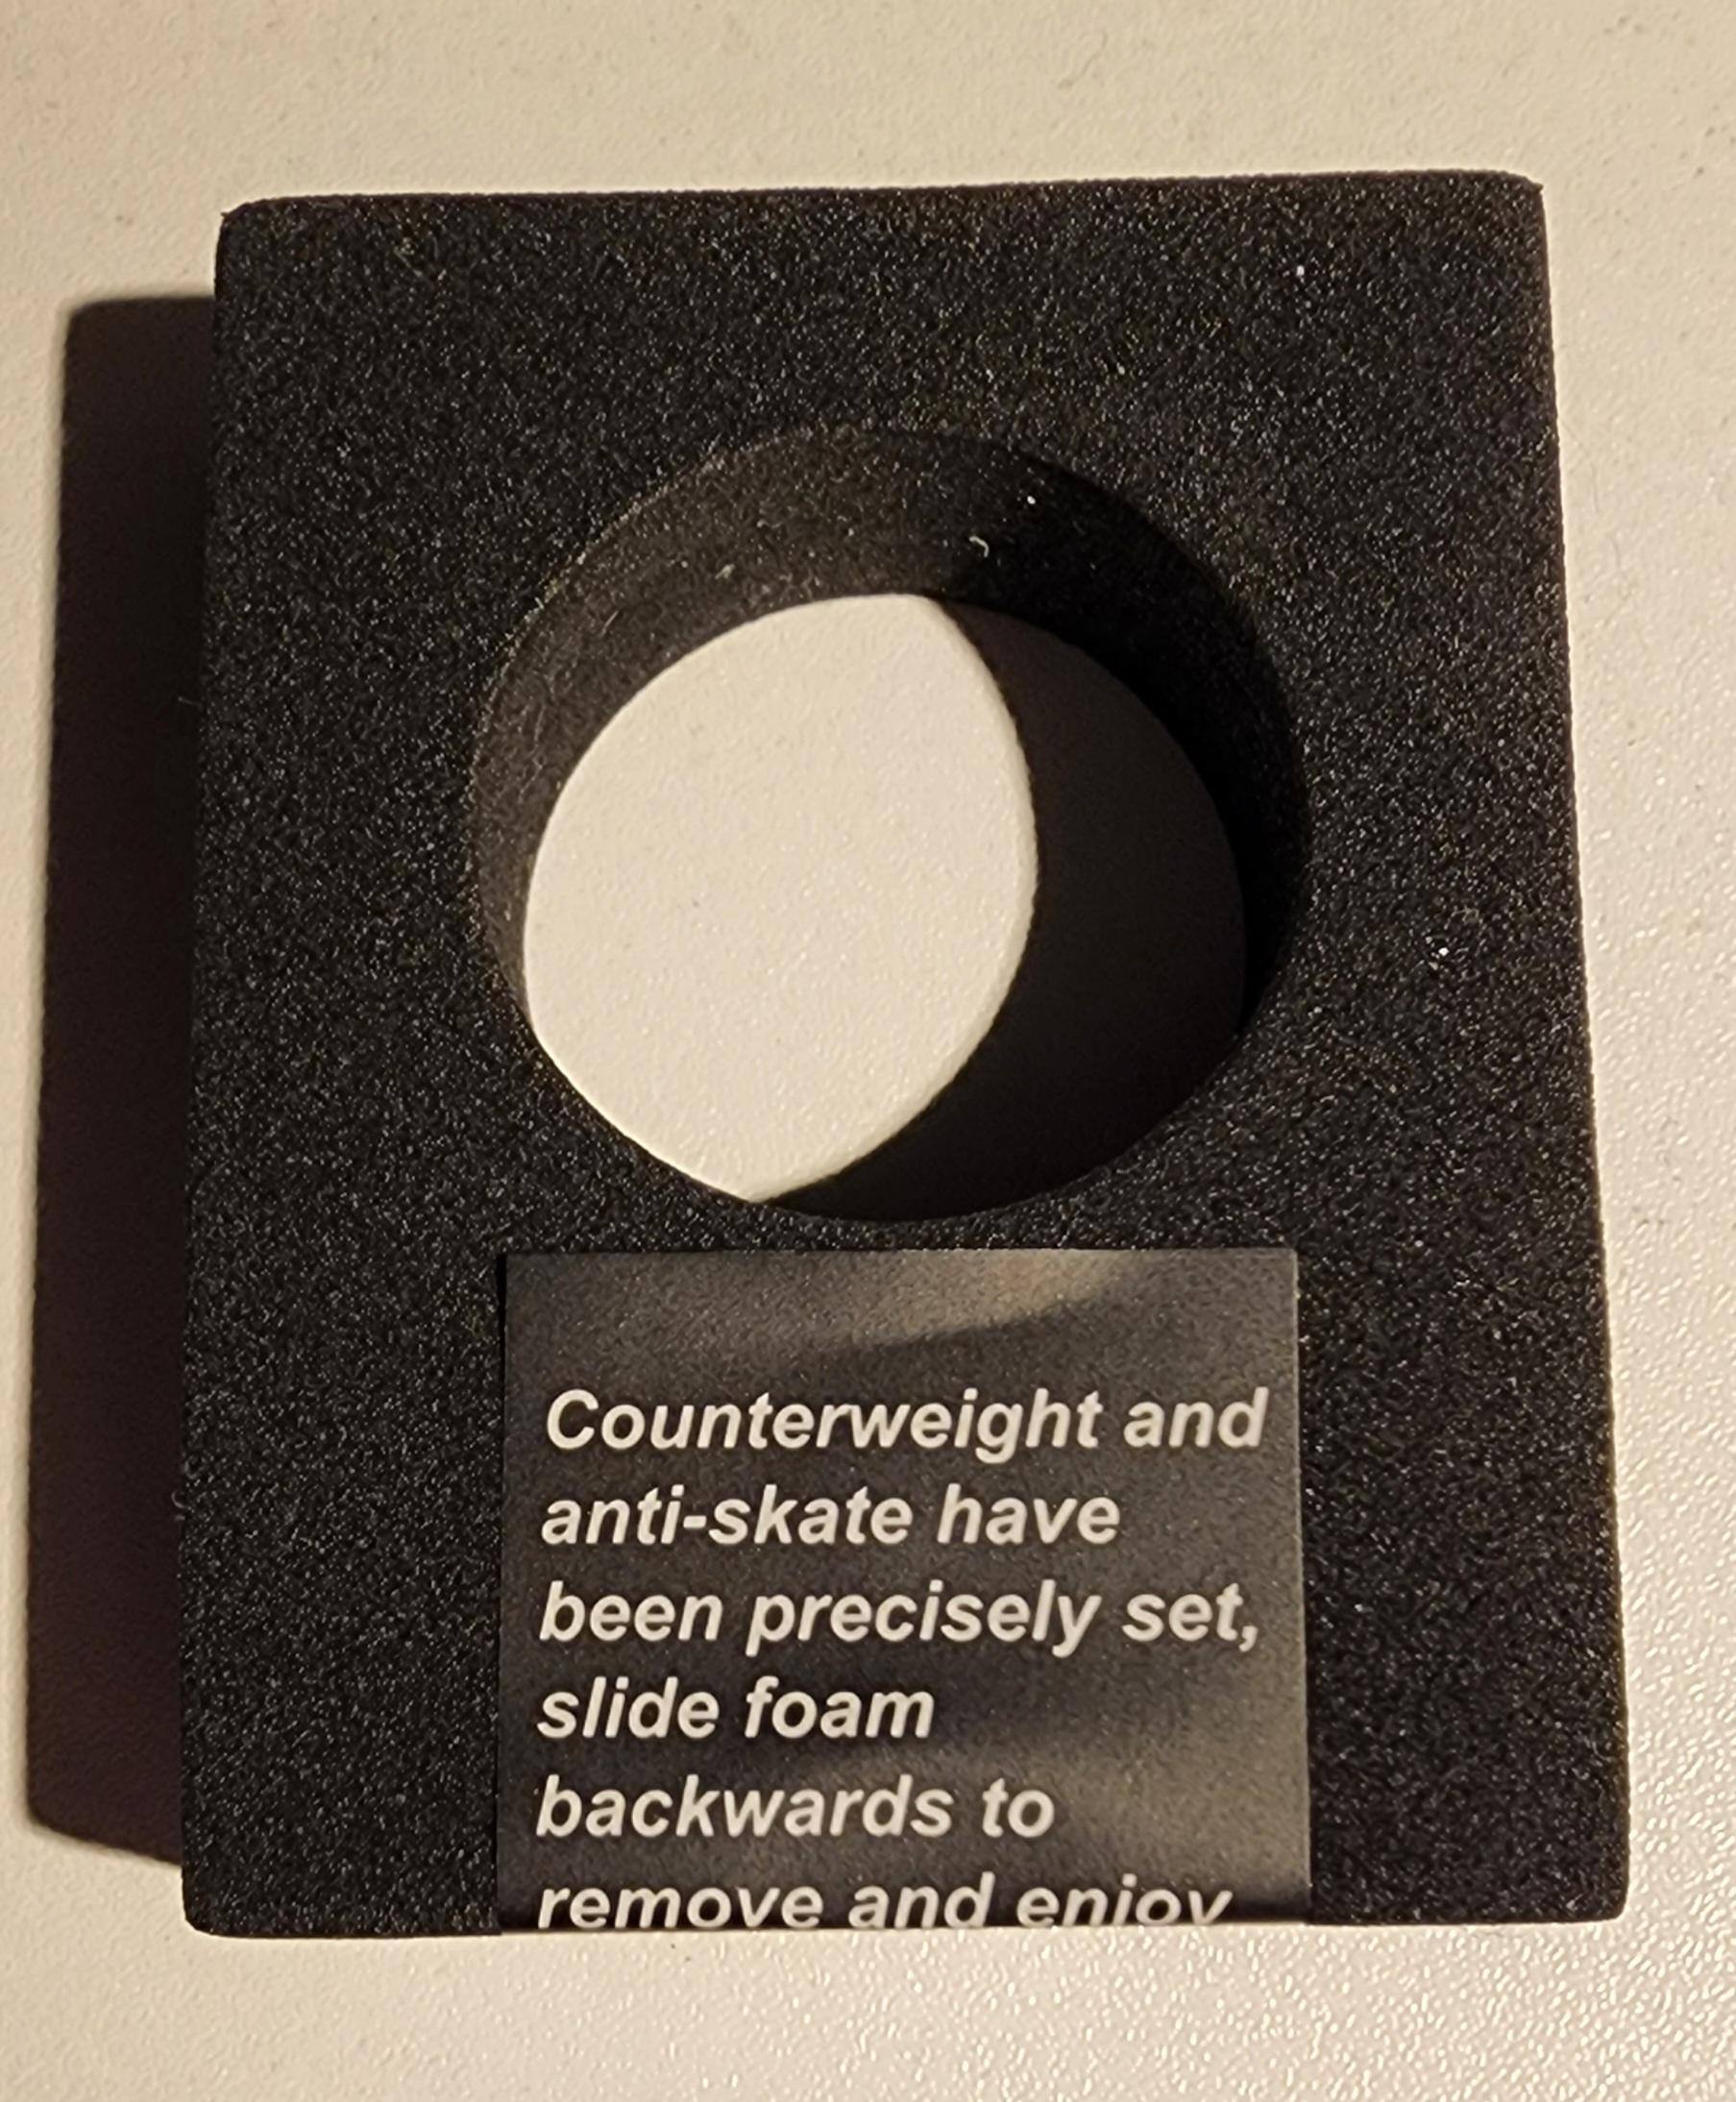 Counterweight and
anti-skate have
been precisely set,
slide foam
backwards to
remove and enjoy